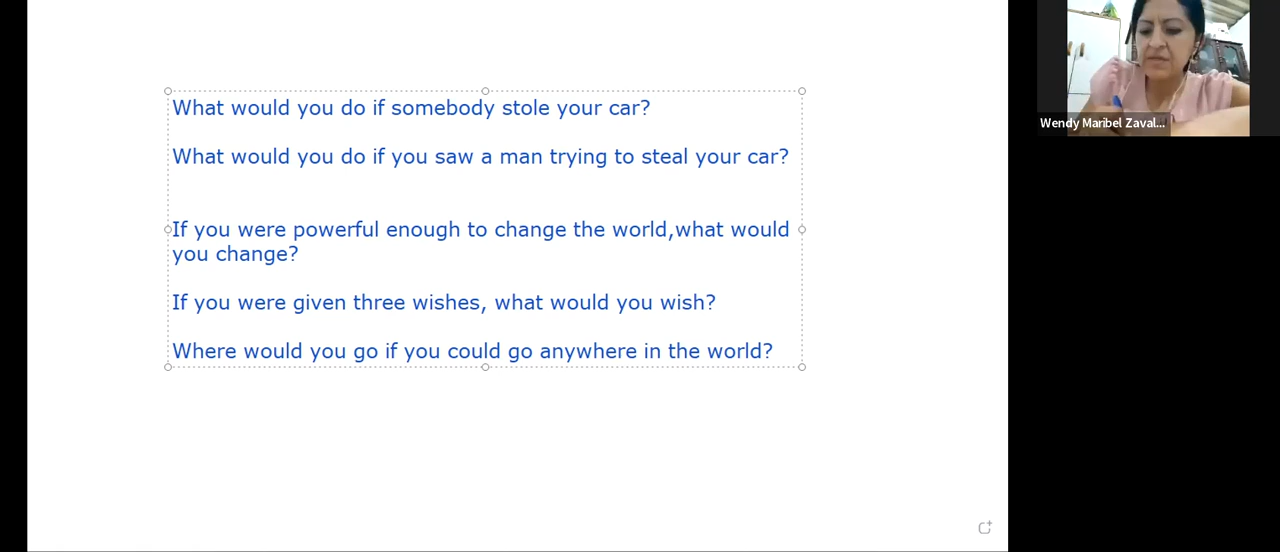 What would you do if somebody stole your car?
What would you do if you saw a man trying to steal your car?
If you were powerful enough to change the world,what would
you change?
If you were given three wishes, what would you wish?
Where would you go if you could go anywhere in the world?
Wendy Maribel Zaval...